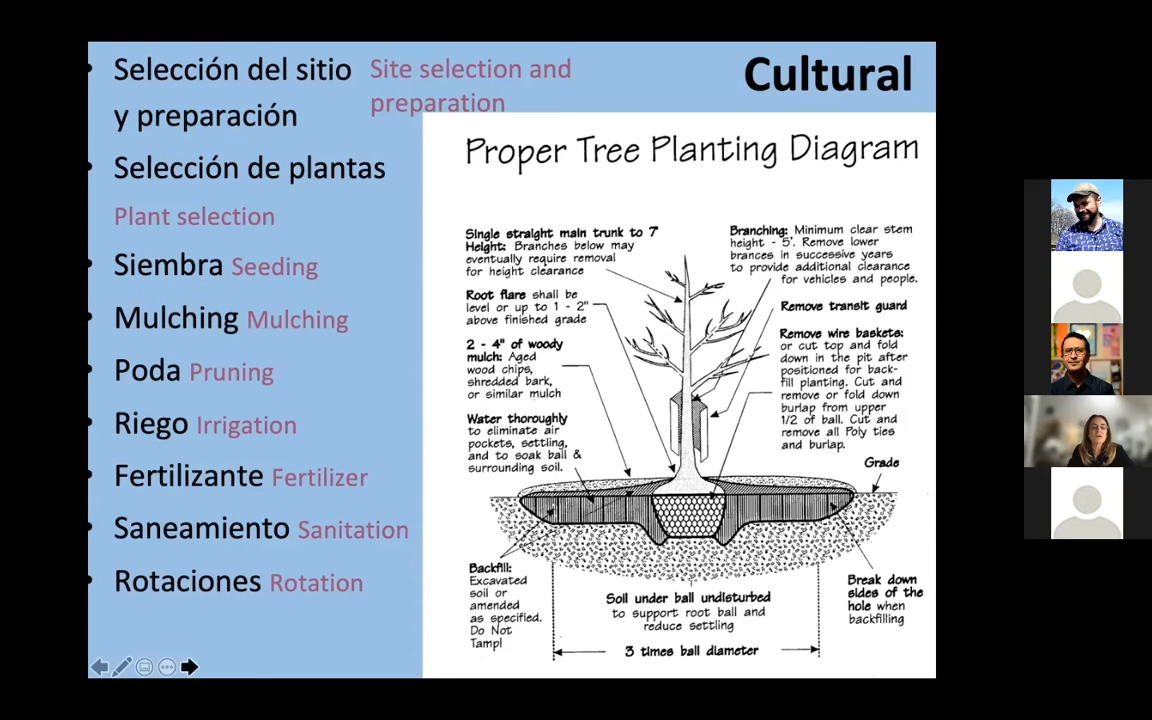 Selección del sitio
y preparación
Site selection and
preparation
Selección de plantas
Plant selection
Siembra Seeding
Mulching Mulching
Poda Pruning
Riego Irrigation
Fertilizante Fertilizer
Saneamiento Sanitation
Rotaciones Rotation
Cultural
Proper Tree Planting Diagram
Single straight main trunk to 7'
Height: Branches below may
eventually require removal
for height clearance
Root flare shall be
level or up to 1 - 2"
above finished grade
2 - 4" of woody
mulch: Aged
wood chips,
shredded bark,
or similar mulch
Water thoroughly
to eliminate air
pockets, settling,
and to soak ball &
surrounding soil.
Branching: Minimum clear stem
height - 5'. Remove lower
brances in successive years
to provide additional clearance
for vehicles and people.
Remove transit guard
Remove wire baskets:
or cut top and fold
down in the pit after
positioned for back-
fill planting. Cut and
remove or fold down
burlap from upper
1/2 of ball. Cut and
remove all Poly ties
and burlap.
Grade
Backfill:
Excavated
soil or
amended
as specified.
Do Not
Tamp!
Soil under ball undisturbed
to support root ball and
reduce settling
3 times ball diameter
Break down
sides of the
hole when
backfilling